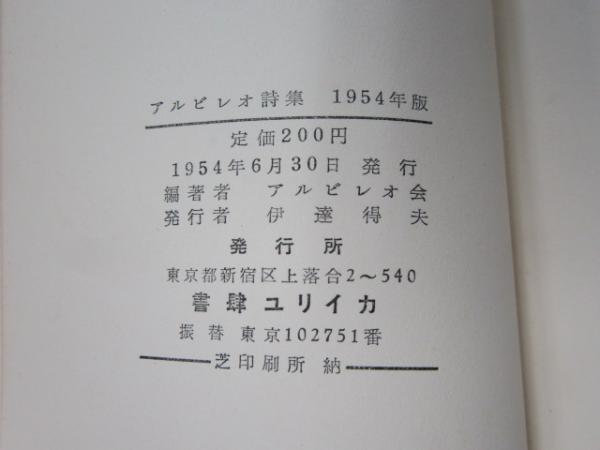 アルビレオ詩集 1954年版
定価200円
1954年6月30日 発行
編著者 アルビレオ会
発行者 伊達得夫
発行所
東京都新宿区上落合2~540
書肆ユリイカ
振替 東京102751番
芝印刷所 納